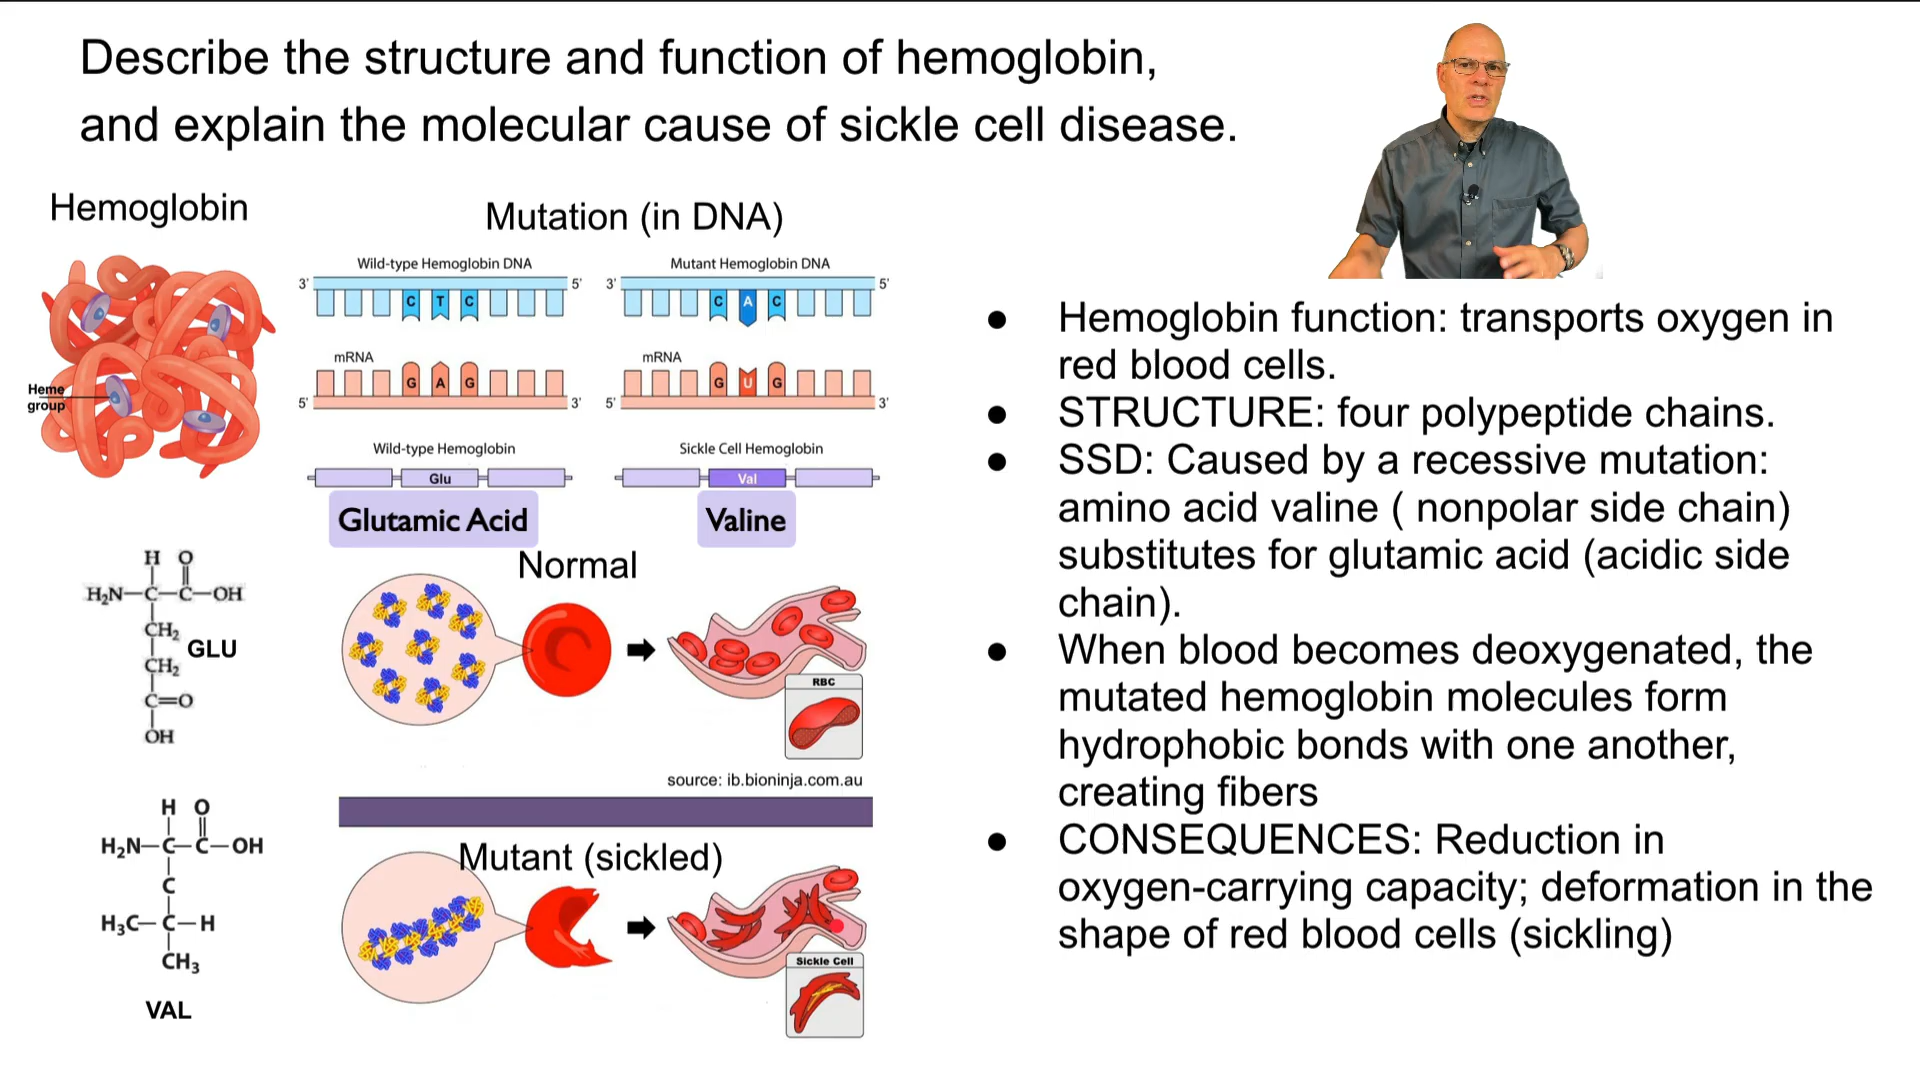 Describe the structure and function of hemoglobin,
and explain the molecular cause of sickle cell disease.
Hemoglobin
Heme
group
Mutation (in DNA)
Wild-type Hemoglobin DNA
3' 5'
C T C
mRNA
G A G
5' 3'
Wild-type Hemoglobin
Glu
Glutamic Acid
Mutant Hemoglobin DNA
3' 5'
C A C
mRNA
G U G
5' 3'
Sickle Cell Hemoglobin
Val
Valine
H O
H₂N—C—C—OH
CH₂
GLU
CH₂
C=O
OH
H O
H₂N—C—C—OH
C
H₃C—C—H
CH₃
VAL
Normal
RBC
source: ib.bioninja.com.au
Mutant (sickled)
Sickle Cell
● Hemoglobin function: transports oxygen in
red blood cells.
● STRUCTURE: four polypeptide chains.
● SSD: Caused by a recessive mutation:
amino acid valine ( nonpolar side chain)
substitutes for glutamic acid (acidic side
chain).
● When blood becomes deoxygenated, the
mutated hemoglobin molecules form
hydrophobic bonds with one another,
creating fibers
● CONSEQUENCES: Reduction in
oxygen-carrying capacity; deformation in the
shape of red blood cells (sickling)